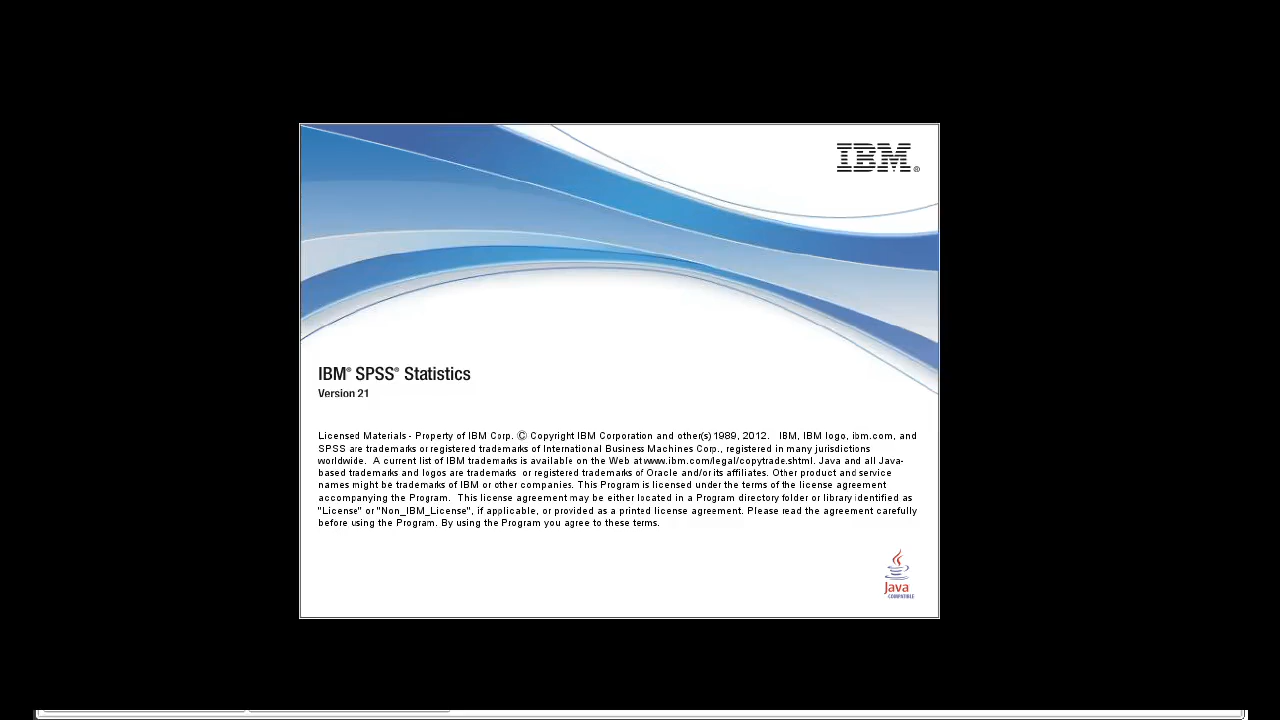 IBM®
IBM® SPSS® Statistics
Version 21
Licensed Materials - Property of IBM Corp. © Copyright IBM Corporation and other(s) 1989, 2012.   IBM, IBM logo, ibm.com, and
SPSS are trademarks or registered trademarks of International Business Machines Corp., registered in many jurisdictions
worldwide.  A current list of IBM trademarks is available on the Web at www.ibm.com/legal/copytrade.shtml. Java and all Java-
based trademarks and logos are trademarks  or registered trademarks of Oracle and/or its affiliates. Other product and service
names might be trademarks of IBM or other companies. This Program is licensed under the terms of the license agreement
accompanying the Program.  This license agreement may be either located in a Program directory folder or library identified as
"License" or "Non_IBM_License", if applicable, or provided as a printed license agreement. Please read the agreement carefully
before using the Program. By using the Program you agree to these terms.
Java
COMPATIBLE